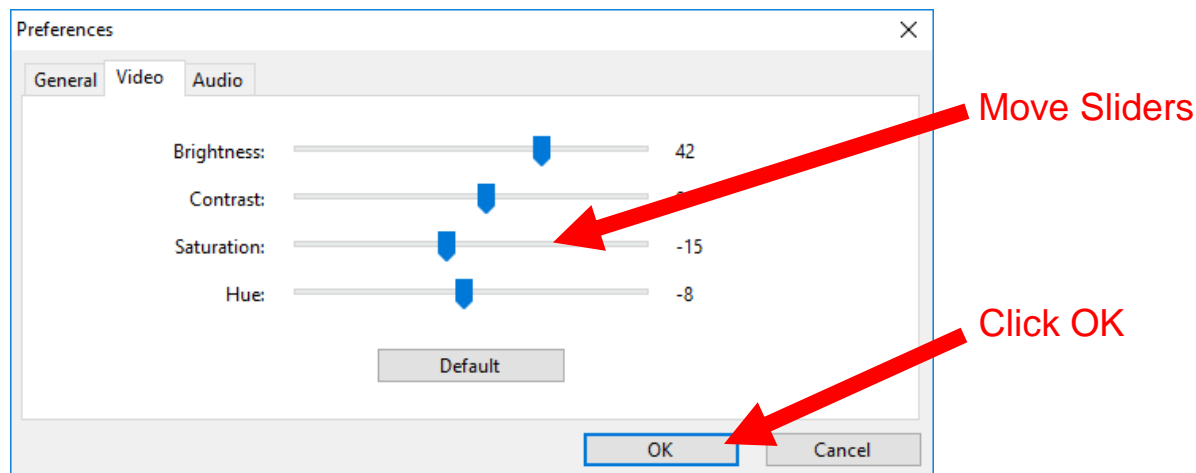 Preferences
General Video Audio
Move Sliders
Brightness: 42
Contrast:
Saturation: -15
Hue: -8
Click OK
Default
OK Cancel